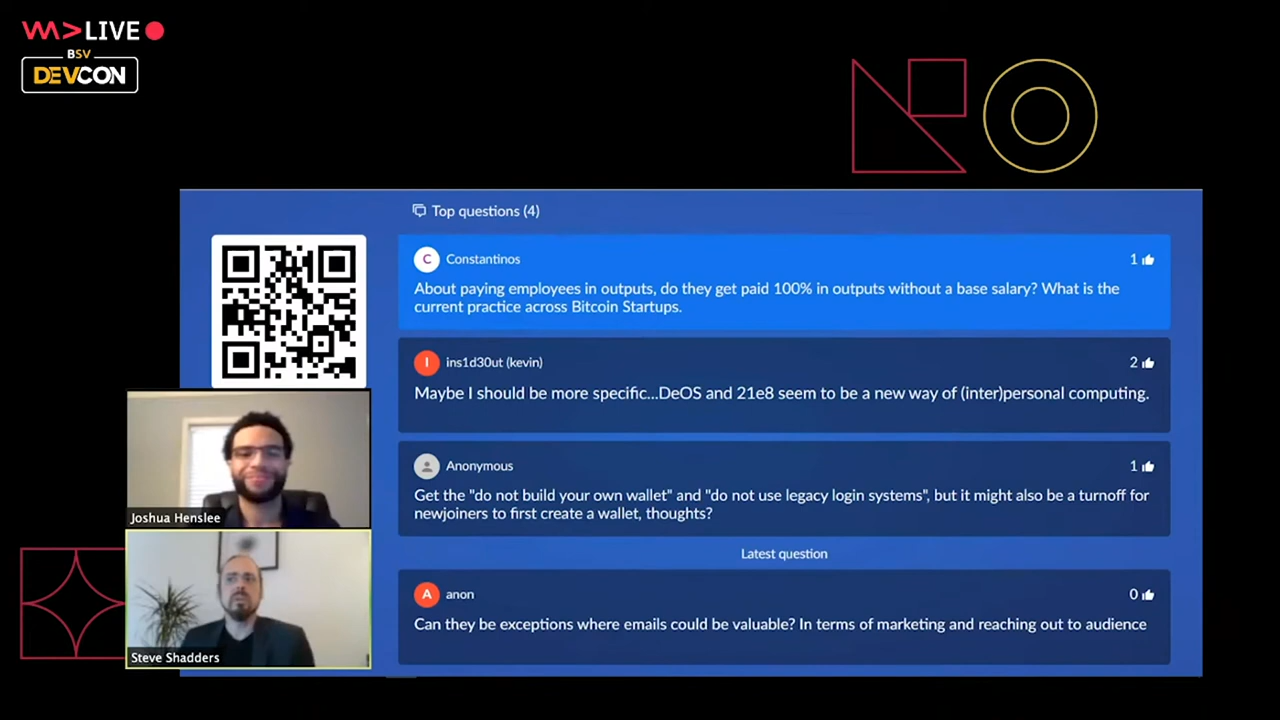 LIVE
BSV
DEVCON
Top questions (4)
C Constantinos 1
About paying employees in outputs, do they get paid 100% in outputs without a base salary? What is the
current practice across Bitcoin Startups.
I ins1d30ut (kevin) 2
Maybe I should be more specific...DeOS and 21e8 seem to be a new way of (inter)personal computing.
Anonymous 1
Get the "do not build your own wallet" and "do not use legacy login systems", but it might also be a turnoff for
newjoiners to first create a wallet, thoughts?
Latest question
A anon 0
Can they be exceptions where emails could be valuable? In terms of marketing and reaching out to audience
Joshua Henslee
Steve Shadders